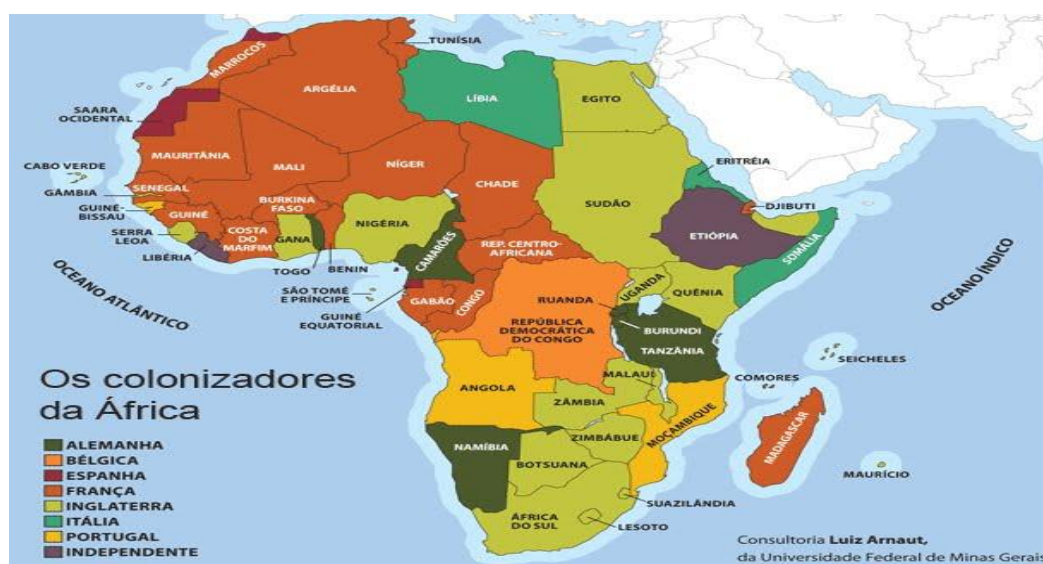 TUNÍSIA
MARROCOS
ARGÉLIA
LÍBIA
EGITO
SAARA
OCIDENTAL
MAURITÂNIA
MALI
NÍGER
CHADE
SUDÃO
ERITRÉIA
CABO VERDE
SENEGAL
GÂMBIA
BURKINA
FASO
DJIBUTI
GUINÉ-
BISSAU
GUINÉ
NIGÉRIA
SERRA
LEOA
COSTA
DO
MARFIM
GANA
CAMARÕES
REP. CENTRO-
AFRICANA
ETIÓPIA
SOMÁLIA
LIBÉRIA
TOGO
BENIN
OCEANO ATLÂNTICO
OCEANO ÍNDICO
SÃO TOMÉ
E PRÍNCIPE
GUINÉ
EQUATORIAL
GABÃO
CONGO
RUANDA
UGANDA
QUÊNIA
REPÚBLICA
DEMOCRÁTICA
DO CONGO
BURUNDI
TANZÂNIA
SEICHELES
COMORES
MALAUÍ
ANGOLA
ZÂMBIA
MOÇAMBIQUE
MADAGASCAR
NAMÍBIA
ZIMBÁBUE
BOTSUANA
MAURÍCIO
SUAZILÂNDIA
ÁFRICA
DO SUL
LESOTO
Os colonizadores
da África
ALEMANHA
BÉLGICA
ESPANHA
FRANÇA
INGLATERRA
ITÁLIA
PORTUGAL
INDEPENDENTE
Consultoria Luiz Arnaut,
da Universidade Federal de Minas Gerais